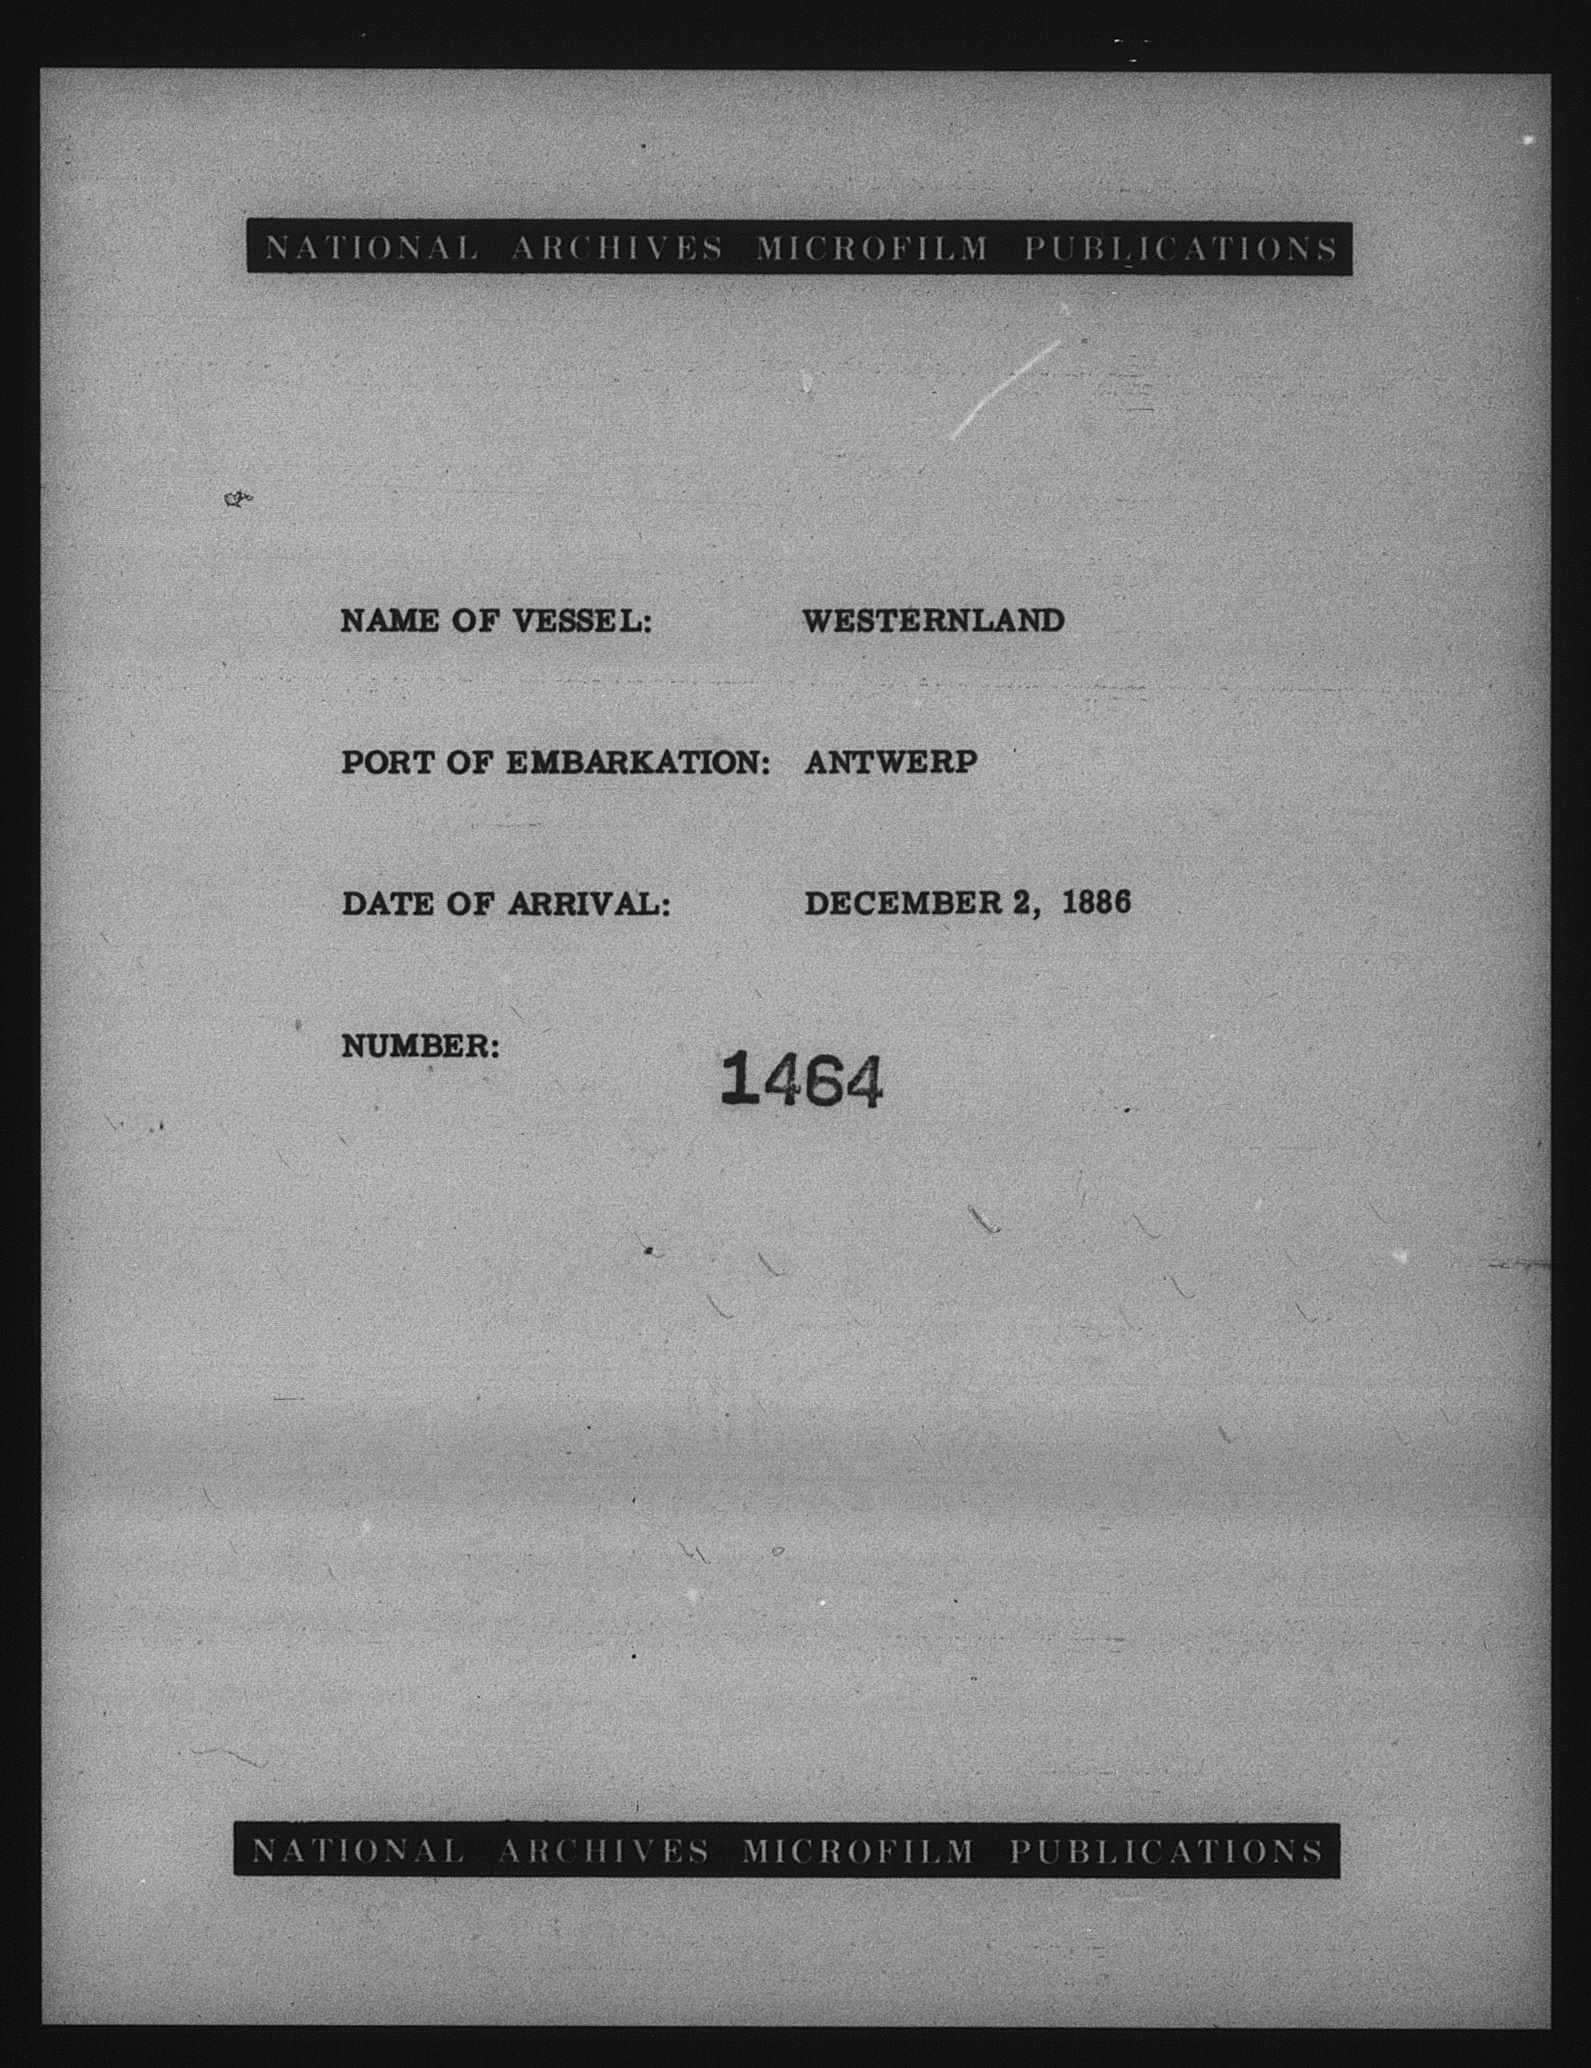 NATIONAL ARCHIVES MICROFILM PUBLICATIONS
NAME OF VESSEL: WESTERNLAND
PORT OF EMBARKATION: ANTWERP
DATE OF ARRIVAL: DECEMBER 2, 1886
NUMBER: 1464
NATIONAL ARCHIVES MICROFILM PUBLICATIONS